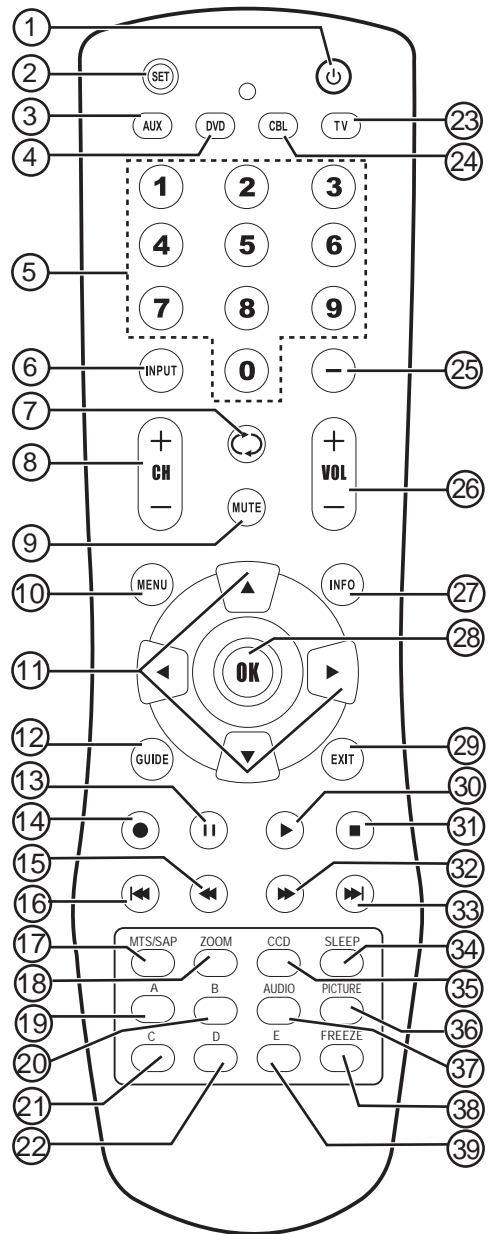 1
2 SET
3 AUX DVD CBL TV 23
4 24
1 2 3
4 5 6
5
7 8 9
6 INPUT 0 − 25
7
+ +
8 CH VOL 26
− −
9 MUTE
10 MENU INFO 27
28
11 OK
12 GUIDE EXIT 29
13 30
14 31
15 32
16 33
17 MTS/SAP ZOOM CCD SLEEP 34
18 35
A B AUDIO PICTURE 36
19
20 37
C D E FREEZE
21 38
22 39